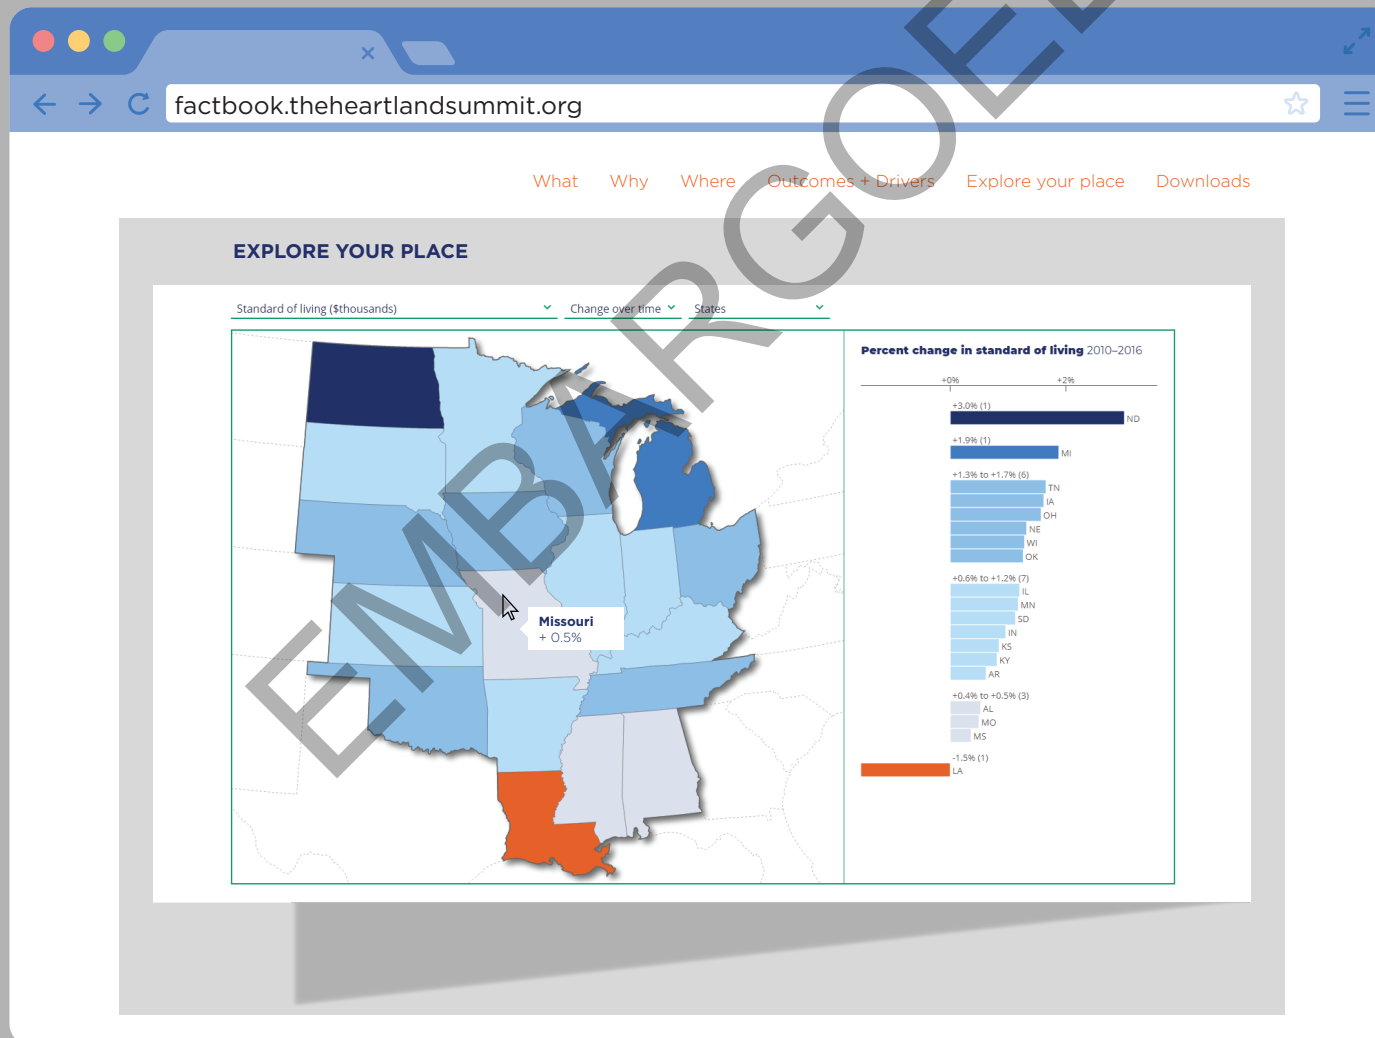 factbook.theheartlandsummit.org
What Why Where Outcomes + Drivers Explore your place Downloads
EXPLORE YOUR PLACE
Standard of living ($thousands) Change over time States
Percent change in standard of living 2010–2016
+0% +2%
+3.0% (1)
ND
+1.9% (1)
MI
+1.3% to +1.7% (6)
TN
IA
OH
NE
WI
OK
+0.6% to +1.2% (7)
IL
MN
SD
IN
KS
KY
AR
+0.4% to +0.5% (3)
AL
MO
MS
-1.5% (1)
LA
Missouri
+ 0.5%
EMBARGOED